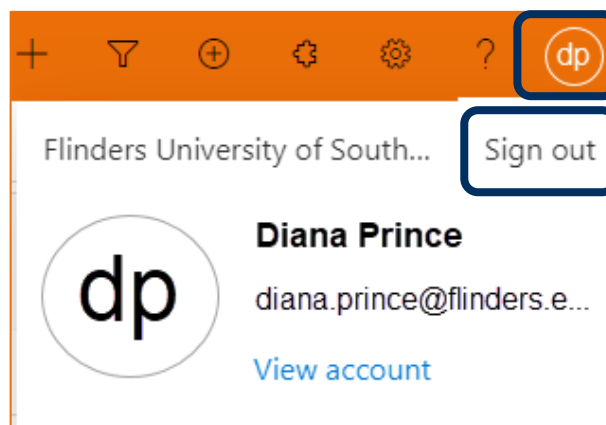 ? dp
Flinders University of South... Sign out
dp
Diana Prince
diana.prince@flinders.e...
View account